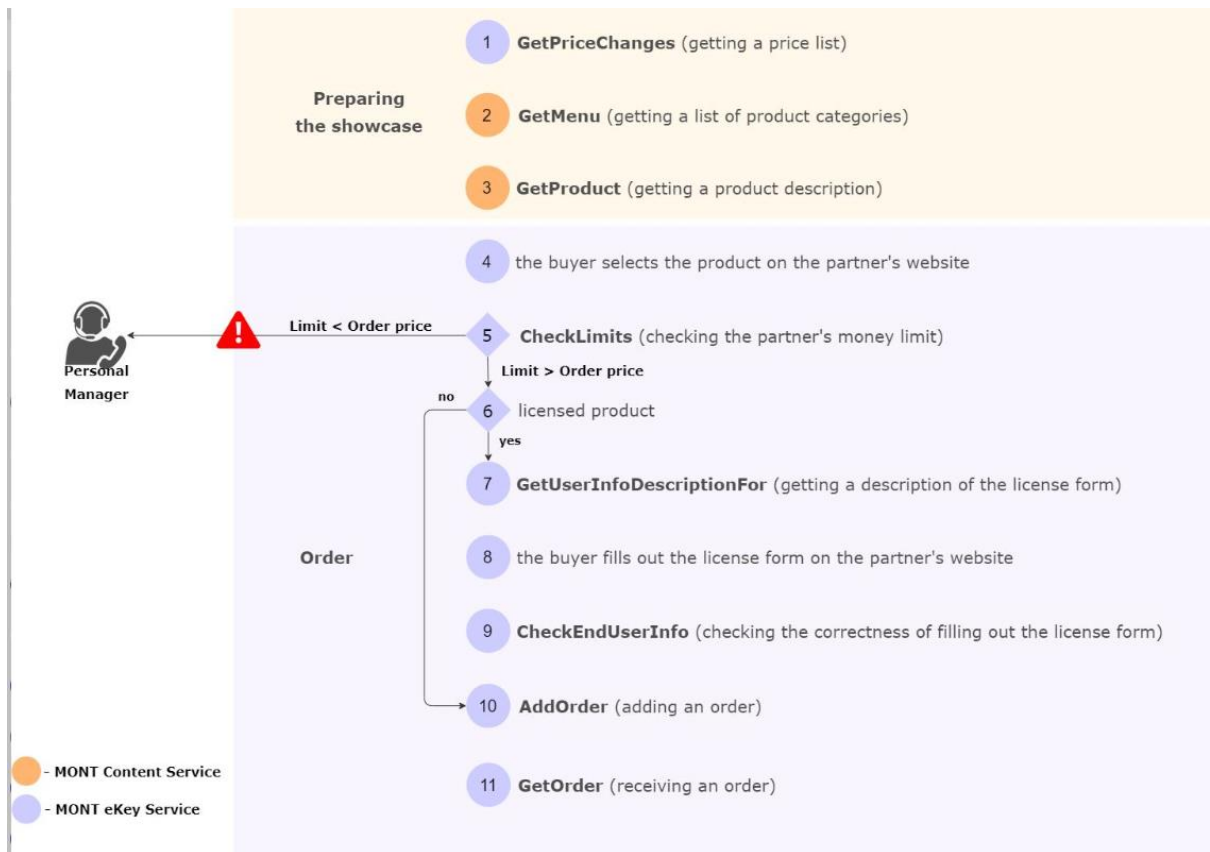 1 GetPriceChanges (getting a price list)
Preparing
the showcase
2 GetMenu (getting a list of product categories)
3 GetProduct (getting a product description)
4 the buyer selects the product on the partner's website
Limit < Order price
5 CheckLimits (checking the partner's money limit)
Personal
Manager
Limit > Order price
no
6 licensed product
yes
7 GetUserInfoDescriptionFor (getting a description of the license form)
Order
8 the buyer fills out the license form on the partner's website
9 CheckEndUserInfo (checking the correctness of filling out the license form)
10 AddOrder (adding an order)
11 GetOrder (receiving an order)
- MONT Content Service
- MONT eKey Service